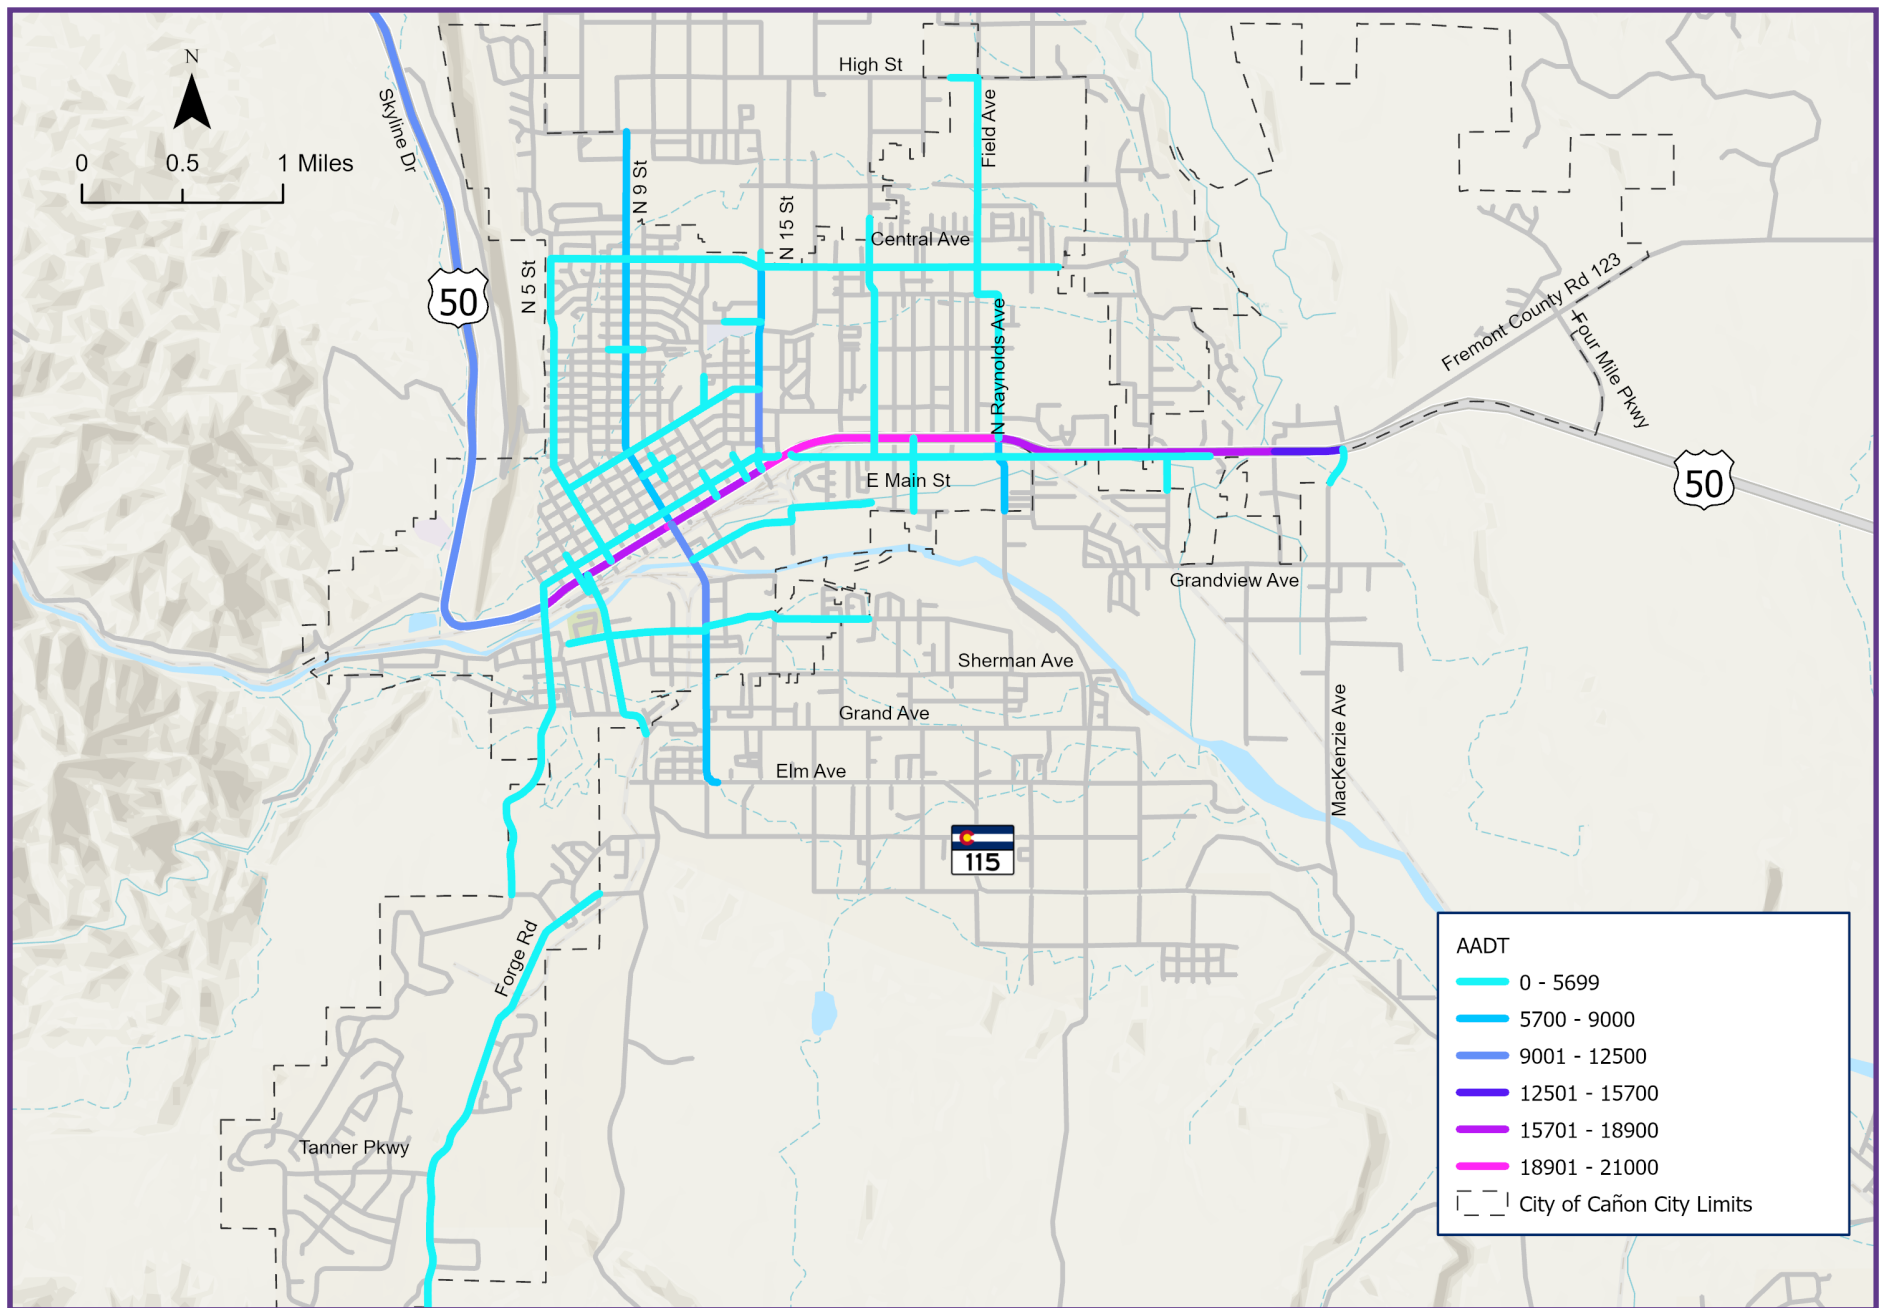 High St
N
Skyline Dr
Field Ave
0 0.5 1 Miles
N 9 St
N 15 St
Central Ave
N 5 St
50
Fremont County Rd 123
Four Mile Pkwy
N Raynolds Ave
E Main St
50
Grandview Ave
Sherman Ave
Grand Ave
MacKenzie Ave
Elm Ave
115
Forge Rd
Tanner Pkwy
AADT
0 - 5699
5700 - 9000
9001 - 12500
12501 - 15700
15701 - 18900
18901 - 21000
City of Cañon City Limits